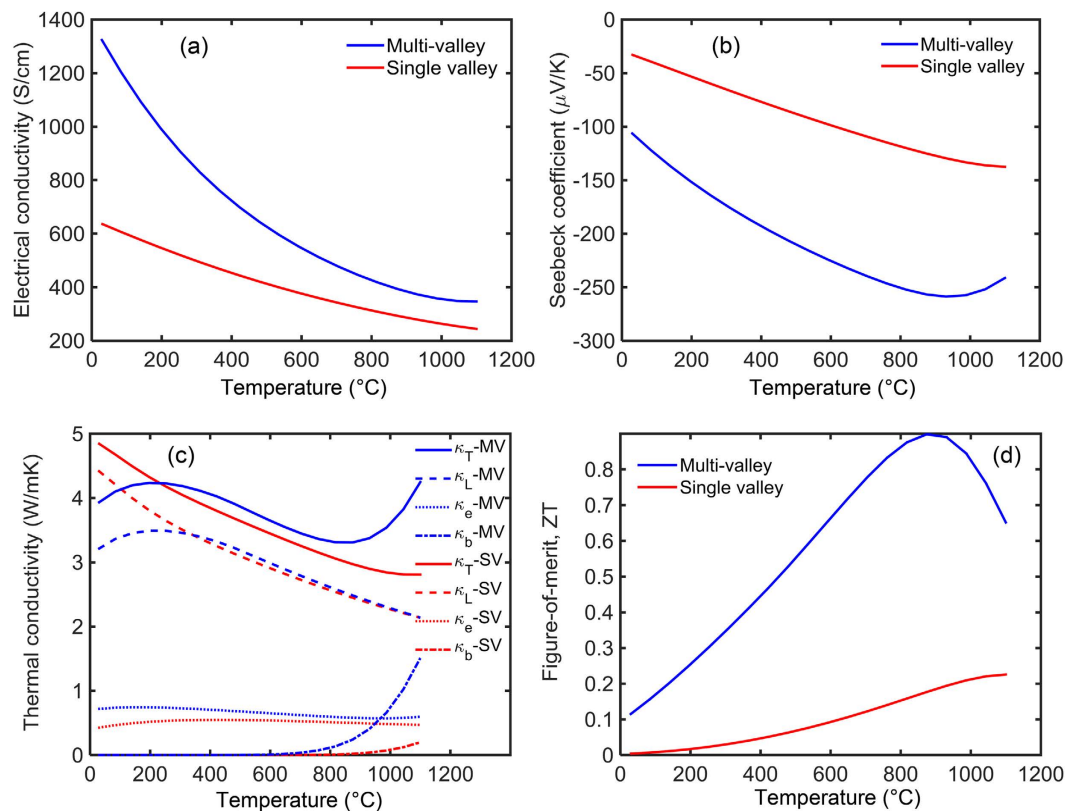 (a)
Multi-valley
Single valley
Electrical conductivity (S/cm)
1400
1200
1000
800
600
400
200
0 200 400 600 800 1000 1200
Temperature (°C)
(b)
Multi-valley
Single valley
Seebeck coefficient (μV/K)
0
-50
-100
-150
-200
-250
-300
0 200 400 600 800 1000 1200
Temperature (°C)
(c)
κT-MV
κL-MV
κe-MV
κb-MV
κT-SV
κL-SV
κe-SV
κb-SV
Thermal conductivity (W/mK)
5
4
3
2
1
0
0 200 400 600 800 1000 1200
Temperature (°C)
(d)
Multi-valley
Single valley
Figure-of-merit, ZT
0.8
0.7
0.6
0.5
0.4
0.3
0.2
0.1
0
0 200 400 600 800 1000 1200
Temperature (°C)